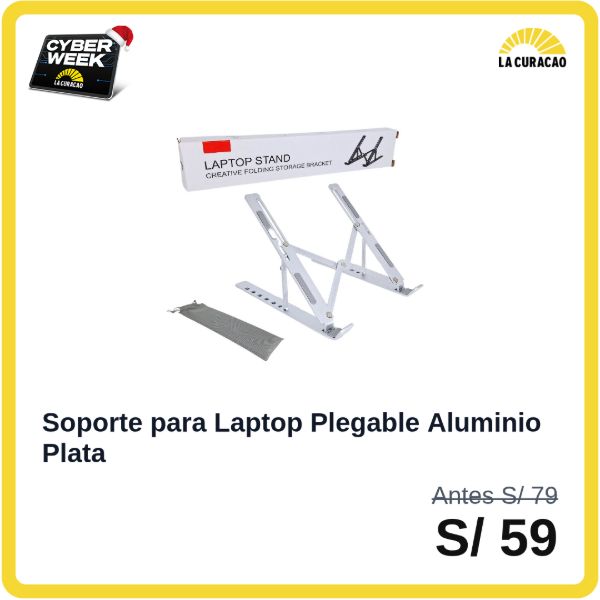 CYBER
WEEK
LA CURACAO
LA CURACAO
LAPTOP STAND
CREATIVE FOLDING STORAGE BRACKET
Soporte para Laptop Plegable Aluminio
Plata
Antes S/ 79
S/ 59